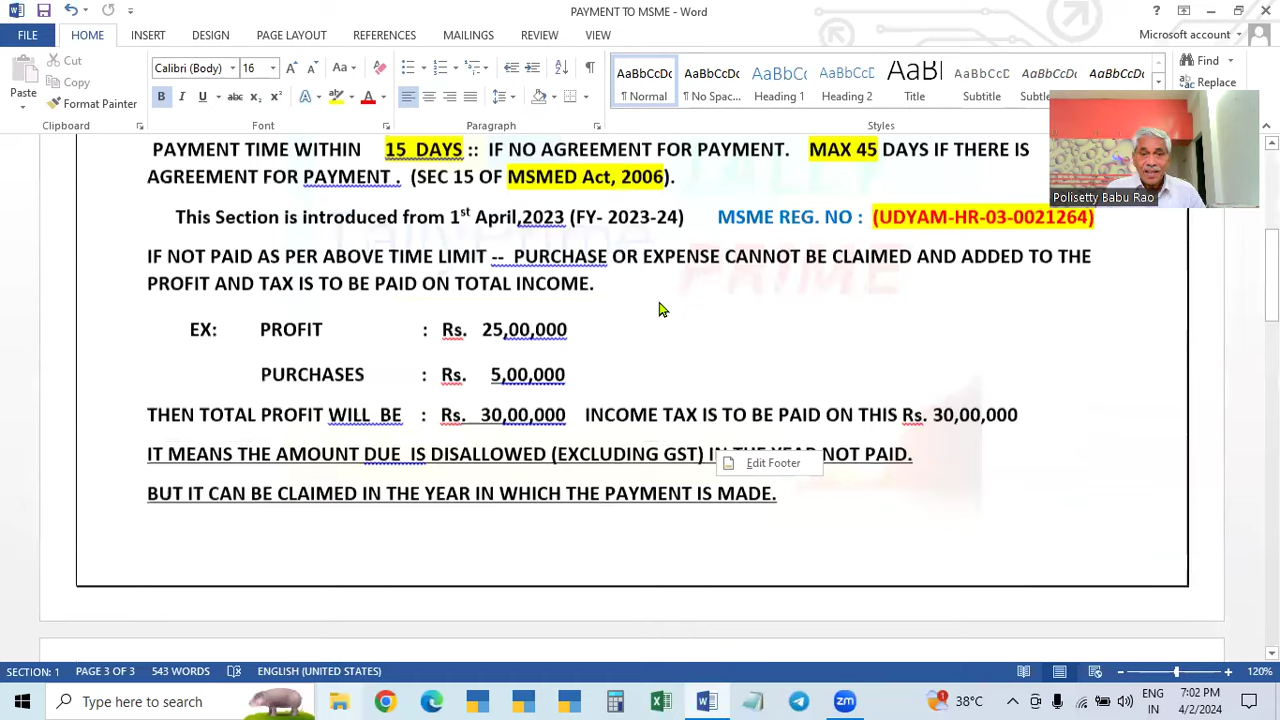 PAYMENT TO MSME - Word
FILE HOME INSERT DESIGN PAGE LAYOUT REFERENCES MAILINGS REVIEW VIEW Microsoft account
Cut
Copy
Format Painter
Paste
Calibri (Body) 16
AaBbCcDc AaBbCcDc AaBbCc AaBbCcC AaBl AaBbCcD AaBbCcDc AaBbCcDc
¶ Normal ¶ No Spac... Heading 1 Heading 2 Title Subtitle
Find
Replace
Clipboard Font Paragraph Styles
Polisetty Babu Rao
PAYMENT TIME WITHIN 15 DAYS :: IF NO AGREEMENT FOR PAYMENT. MAX 45 DAYS IF THERE IS
AGREEMENT FOR PAYMENT . (SEC 15 OF MSMED Act, 2006).
This Section is introduced from 1st April,2023 (FY- 2023-24) MSME REG. NO : (UDYAM-HR-03-0021264)
IF NOT PAID AS PER ABOVE TIME LIMIT -- PURCHASE OR EXPENSE CANNOT BE CLAIMED AND ADDED TO THE
PROFIT AND TAX IS TO BE PAID ON TOTAL INCOME.
EX: PROFIT : Rs. 25,00,000
PURCHASES : Rs. 5,00,000
THEN TOTAL PROFIT WILL BE : Rs. 30,00,000 INCOME TAX IS TO BE PAID ON THIS Rs. 30,00,000
IT MEANS THE AMOUNT DUE IS DISALLOWED (EXCLUDING GST) IN THE YEAR NOT PAID.
Edit Footer
BUT IT CAN BE CLAIMED IN THE YEAR IN WHICH THE PAYMENT IS MADE.
SECTION: 1 PAGE 3 OF 3 543 WORDS ENGLISH (UNITED STATES) 120%
Type here to search
38°C
ENG
IN
7:02 PM
4/2/2024